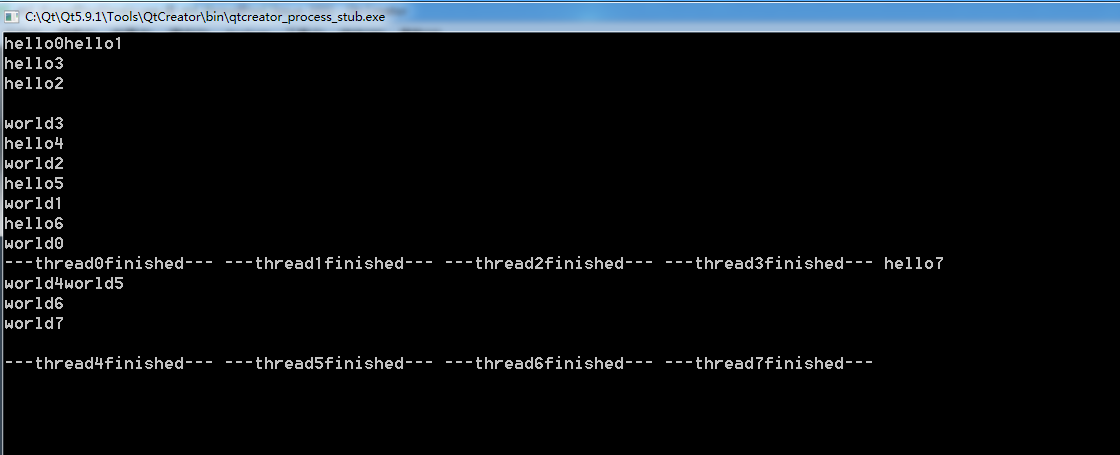 C:\Qt\Qt5.9.1\Tools\QtCreator\bin\qtcreator_process_stub.exe
hello0hello1
hello3
hello2
world3
hello4
world2
hello5
world1
hello6
world0
---thread0finished--- ---thread1finished--- ---thread2finished--- ---thread3finished--- hello7
world4world5
world6
world7
---thread4finished--- ---thread5finished--- ---thread6finished--- ---thread7finished---